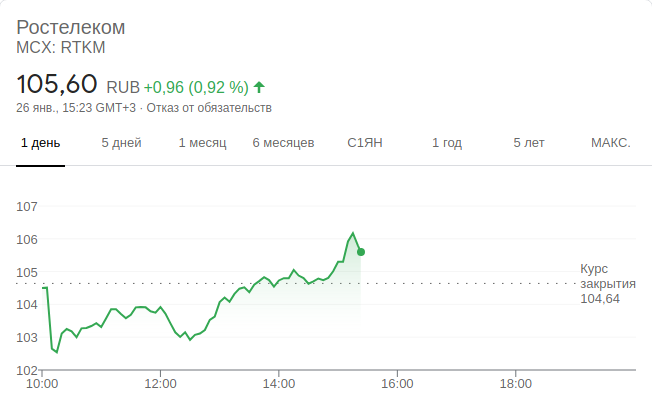 Ростелеком
MCX: RTKM
105,60 RUB +0,96 (0,92 %)
26 янв., 15:23 GMT+3 · Отказ от обязательств
1 день 5 дней 1 месяц 6 месяцев С1ЯН 1 год 5 лет МАКС.
107
106
105
104
103
102
Курс
закрытия
104,64
10:00 12:00 14:00 16:00 18:00